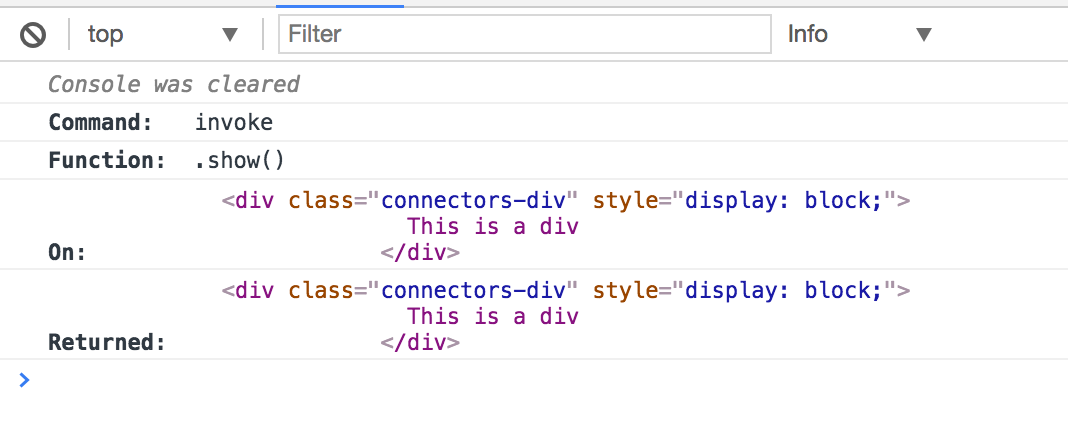 top ▼ Filter Info ▼
Console was cleared
Command: invoke
Function: .show()
<div class="connectors-div" style="display: block;">
This is a div
On: </div>
<div class="connectors-div" style="display: block;">
This is a div
Returned: </div>
>